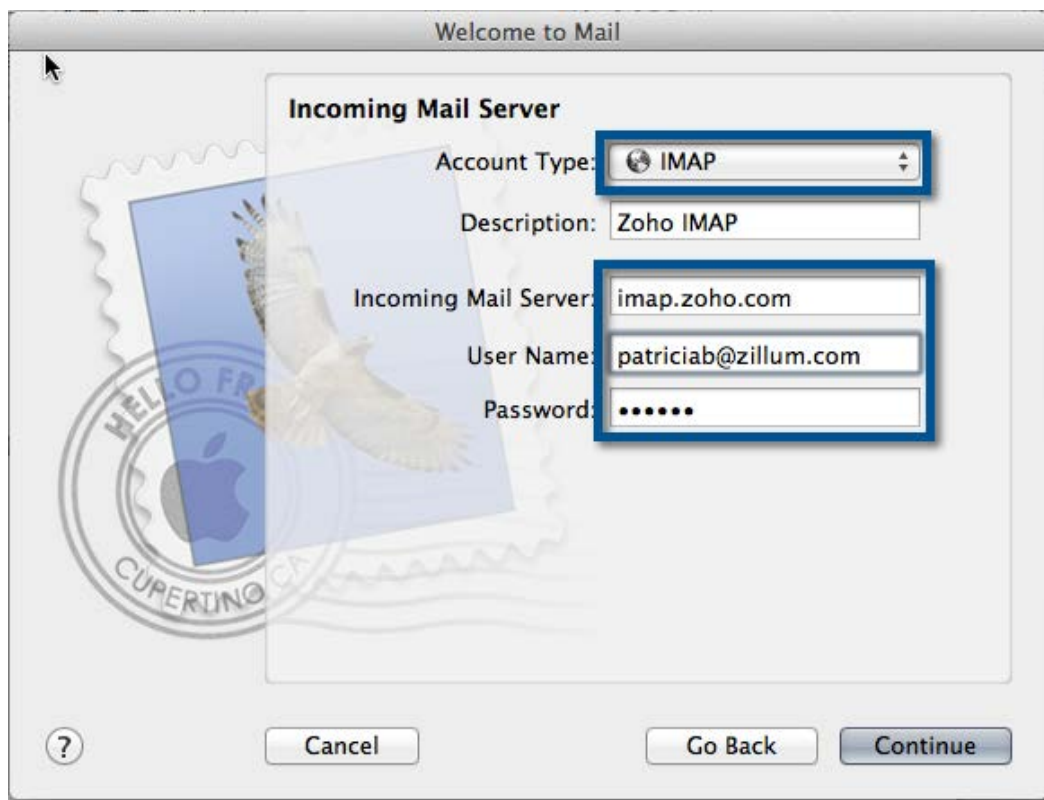 Welcome to Mail
Incoming Mail Server
Account Type: IMAP
Description: Zoho IMAP
Incoming Mail Server: imap.zoho.com
User Name: patriciab@zillum.com
Password: ••••••
HELLO FR
CUPERTINO CA
?
Cancel
Go Back
Continue